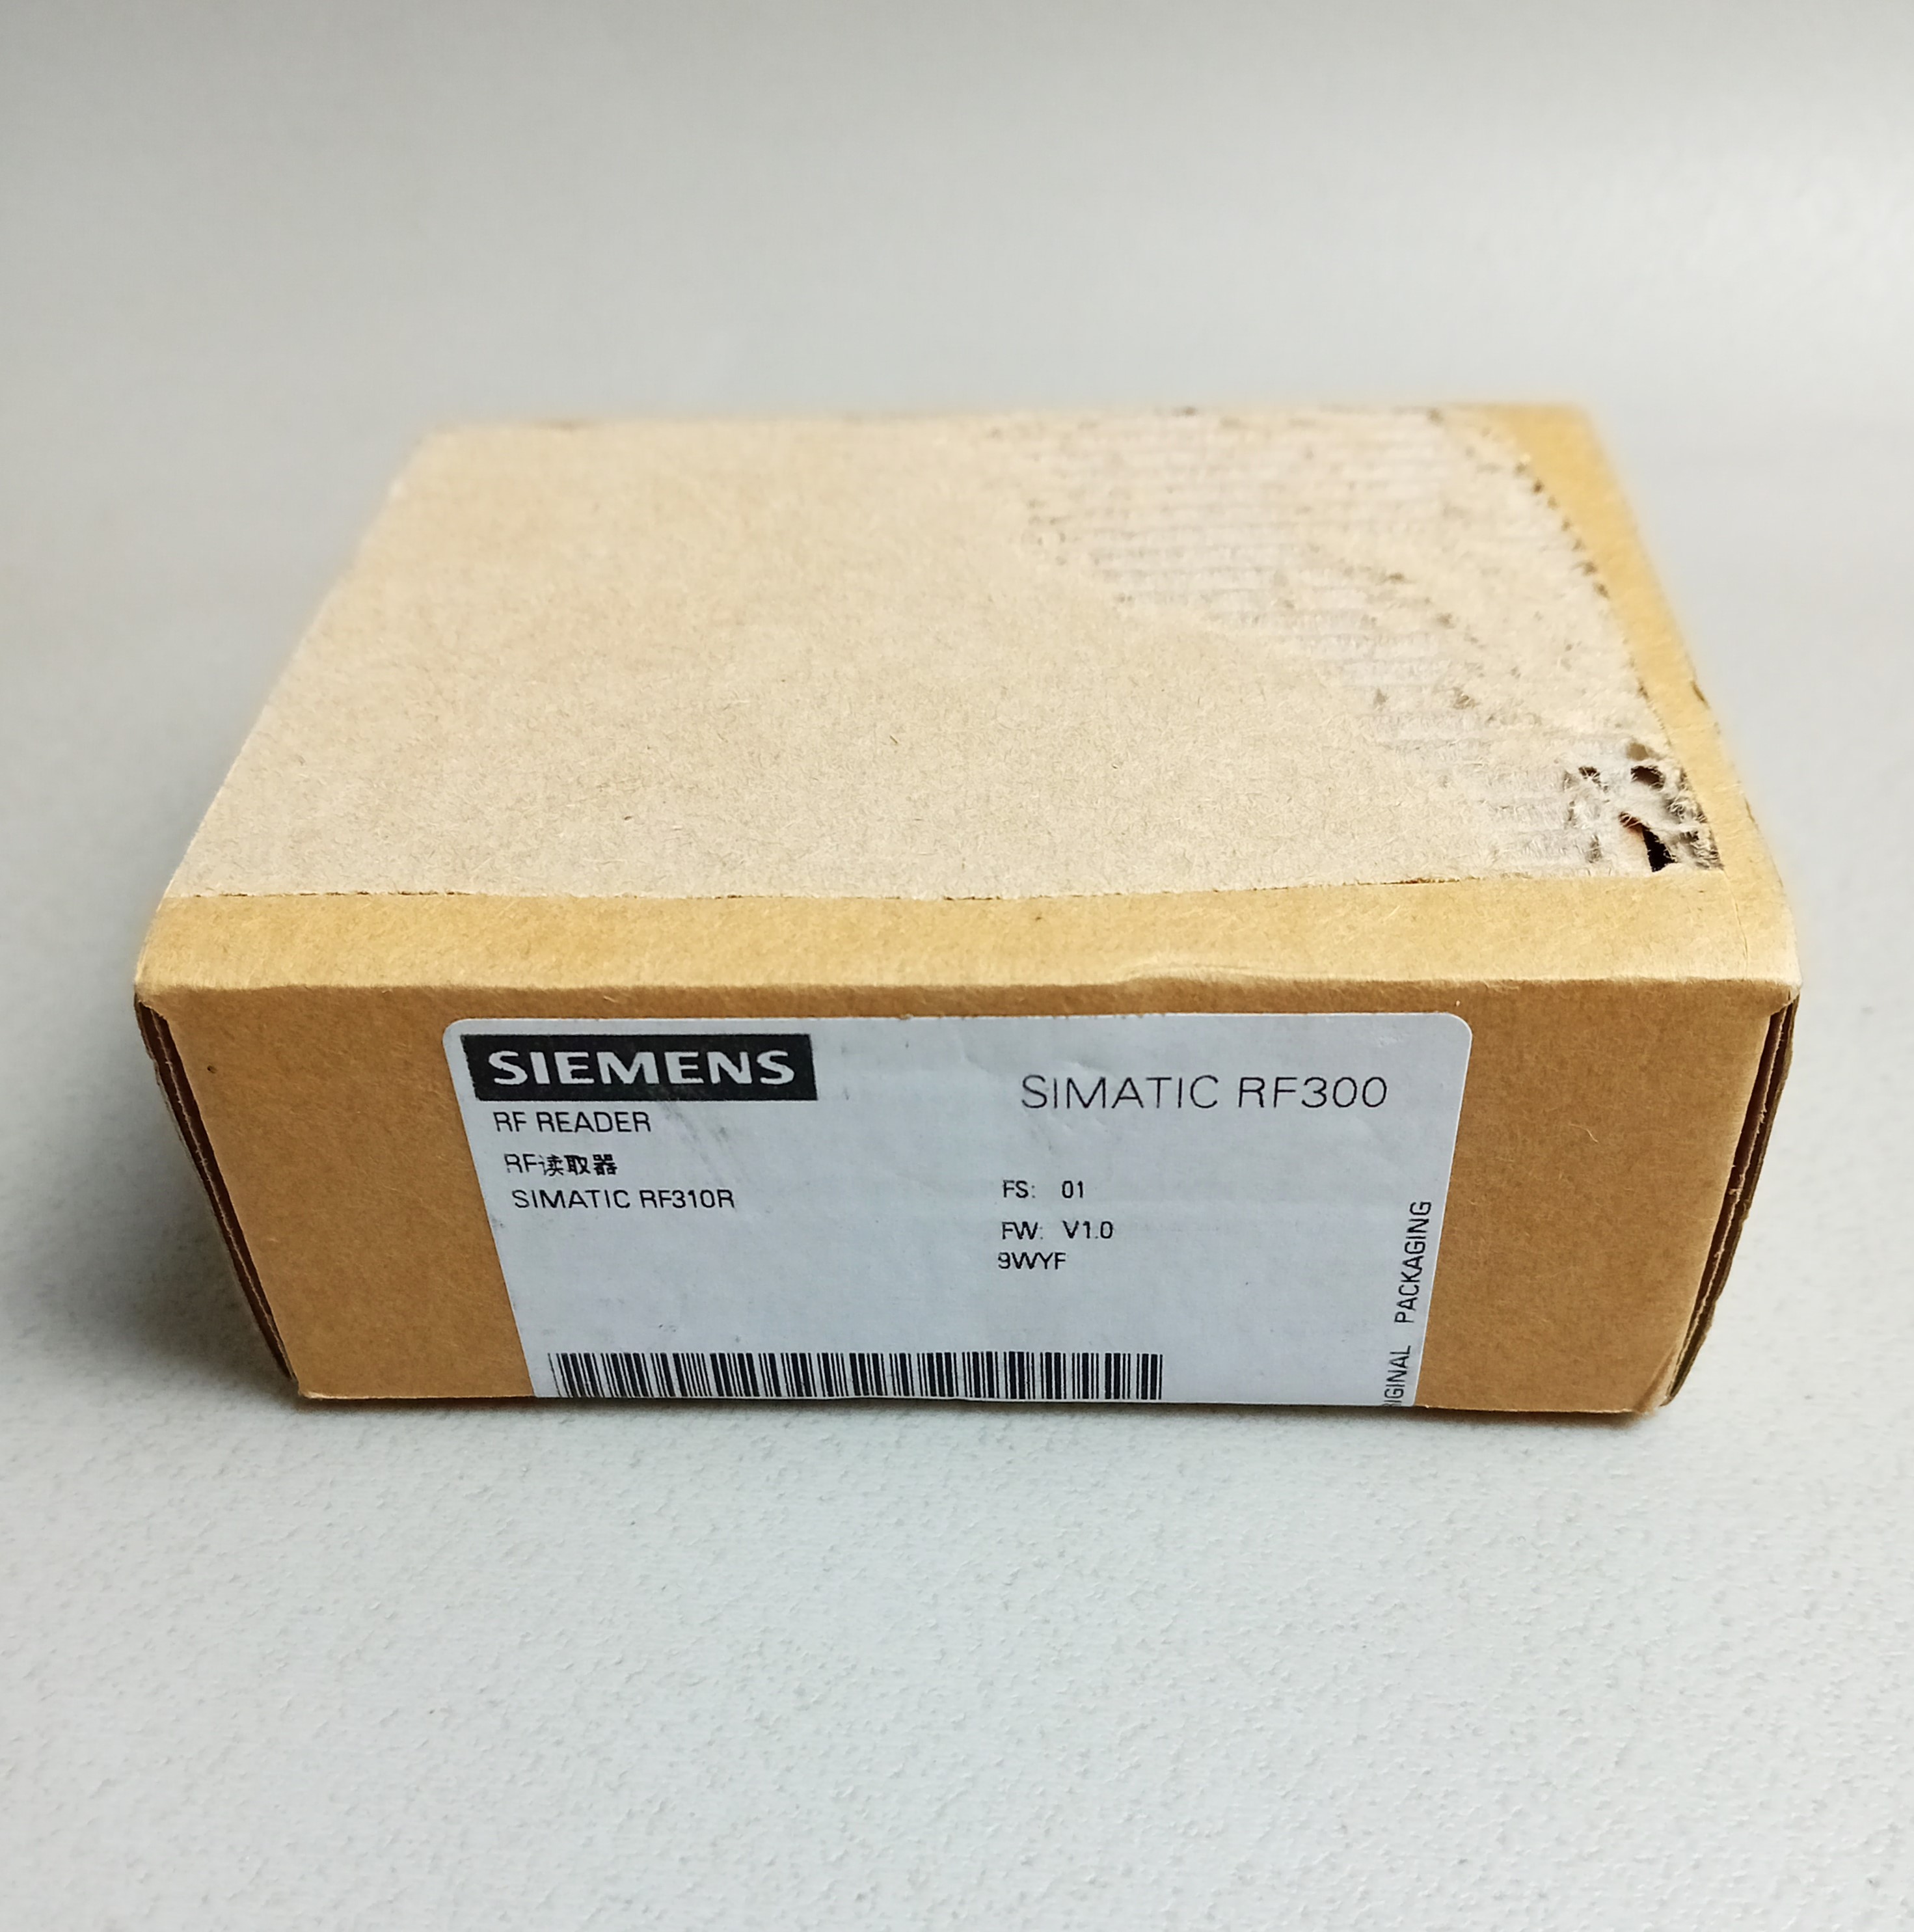 SIEMENS
SIMATIC RF300
RF READER
RF读取器
SIMATIC RF310R
FS: 01
FW: V1.0
9WYF
PACKAGING